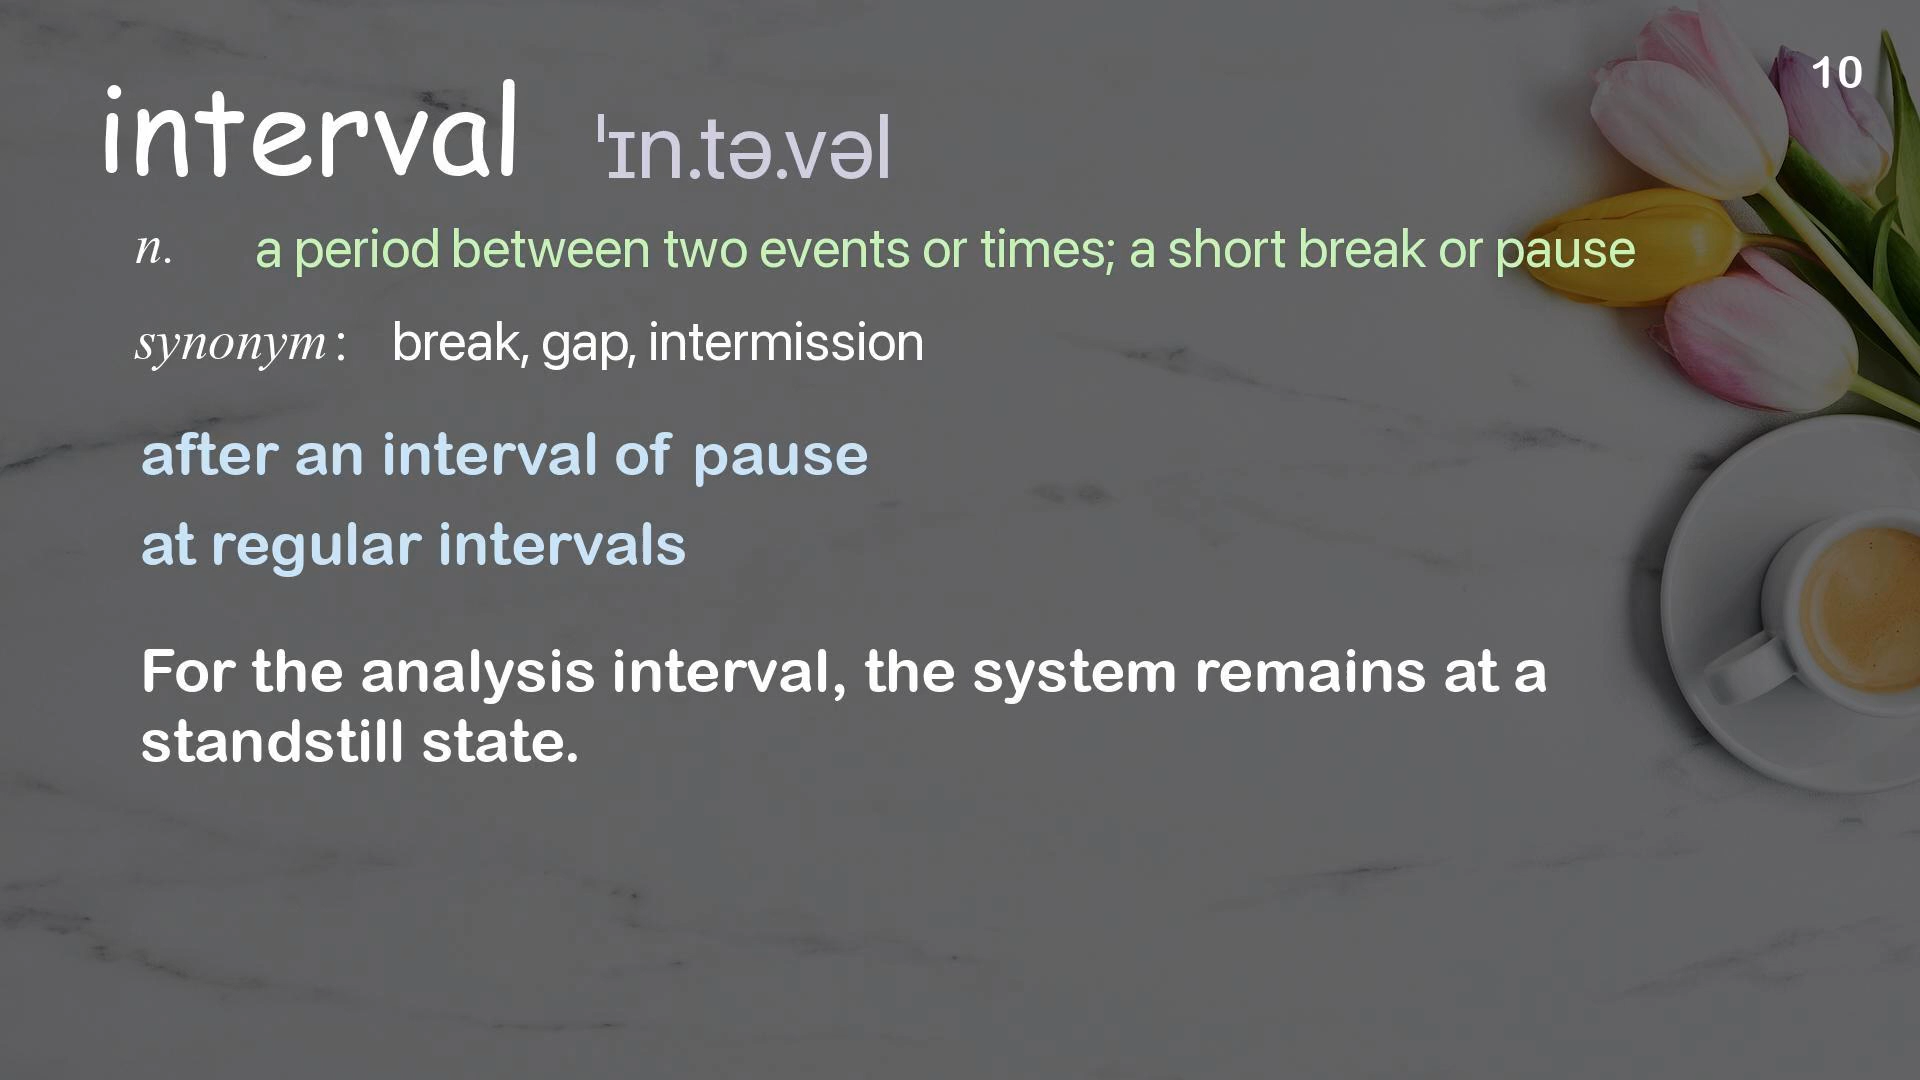 10
interval ˈɪn.tə.vəl
n. a period between two events or times; a short break or pause
synonym: break, gap, intermission
after an interval of pause
at regular intervals
For the analysis interval, the system remains at a
standstill state.